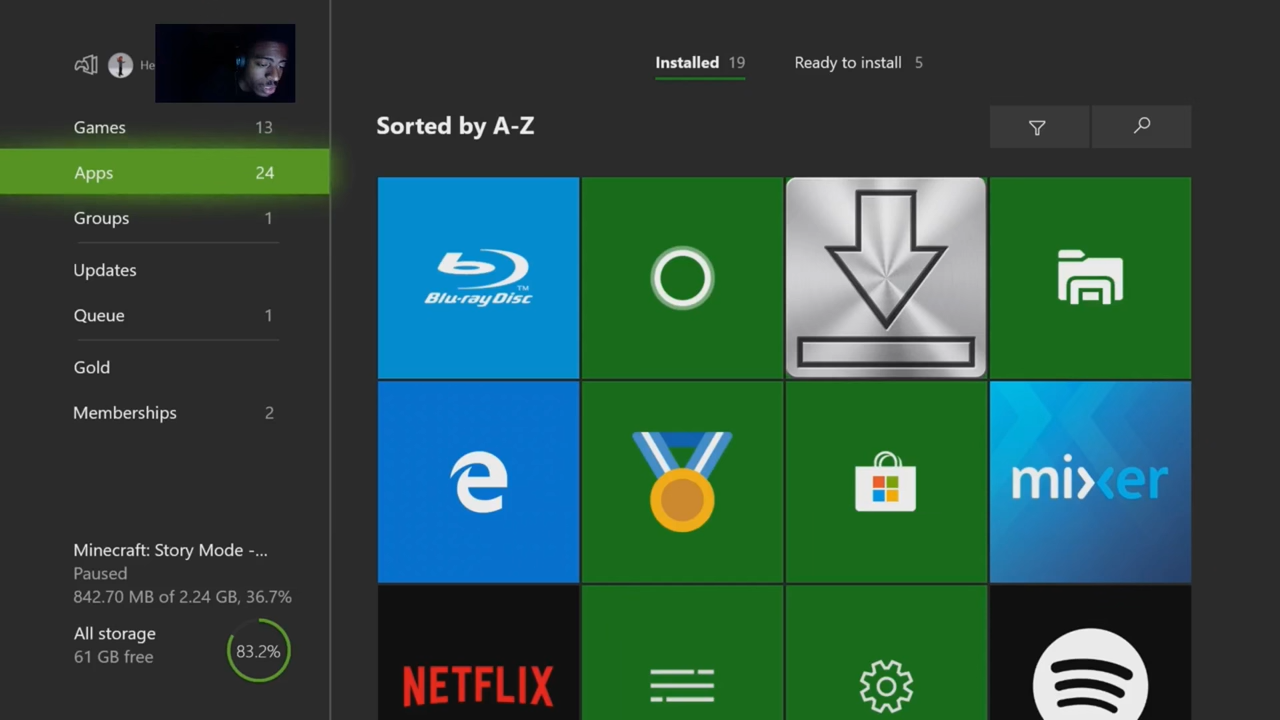 He
Games 13
Apps 24
Groups 1
Updates
Queue 1
Gold
Memberships 2
Minecraft: Story Mode -...
Paused
842.70 MB of 2.24 GB, 36.7%
All storage
61 GB free
83.2%
Installed 19
Ready to install 5
Sorted by A-Z
Blu-ray Disc™
mixer
NETFLIX